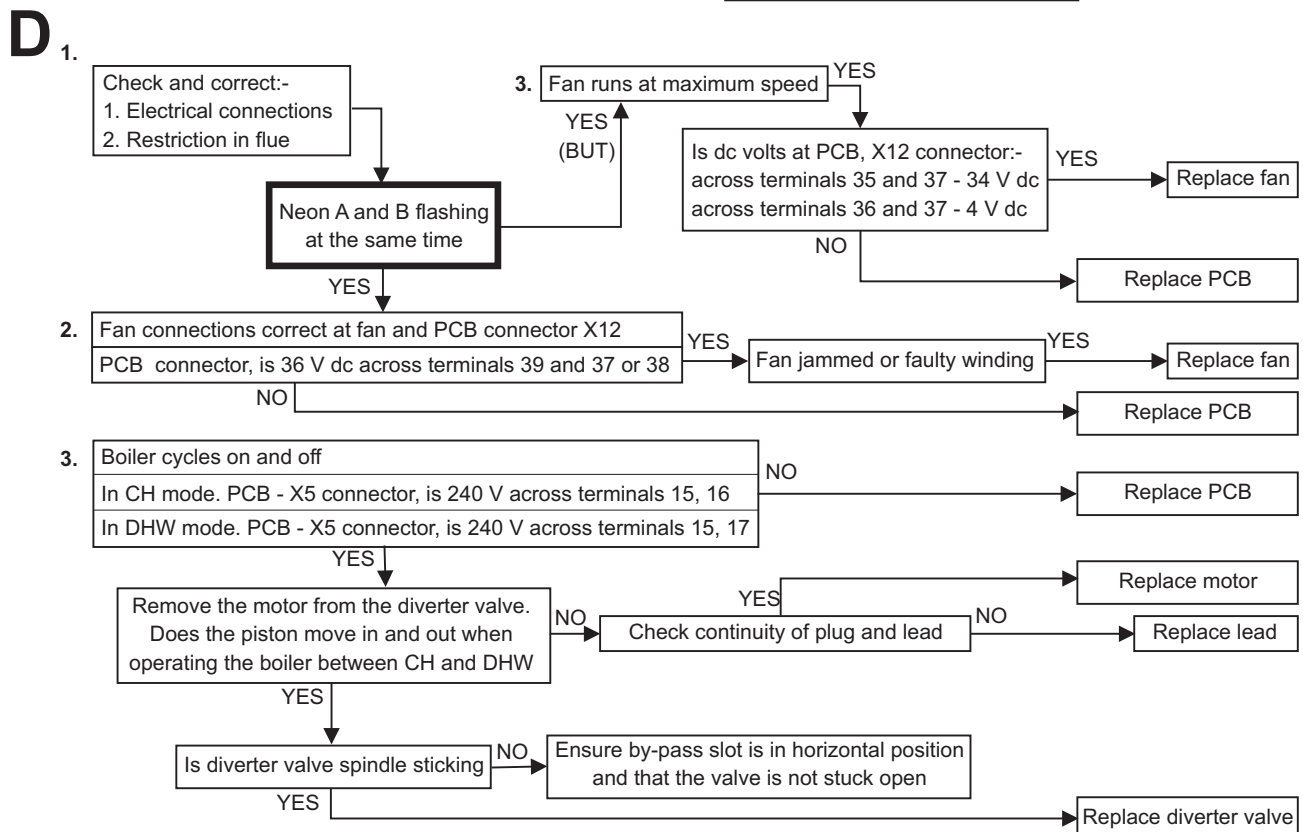 D
1.
Check and correct:-
1. Electrical connections
2. Restriction in flue
3.
Fan runs at maximum speed
YES
YES
(BUT)
Is dc volts at PCB, X12 connector:-
across terminals 35 and 37 - 34 V dc
across terminals 36 and 37 - 4 V dc
YES
Replace fan
NO
Replace PCB
Neon A and B flashing
at the same time
YES
2.
Fan connections correct at fan and PCB connector X12
PCB connector, is 36 V dc across terminals 39 and 37 or 38
YES
Fan jammed or faulty winding
YES
Replace fan
NO
Replace PCB
3.
Boiler cycles on and off
In CH mode. PCB - X5 connector, is 240 V across terminals 15, 16
In DHW mode. PCB - X5 connector, is 240 V across terminals 15, 17
NO
Replace PCB
YES
Remove the motor from the diverter valve.
Does the piston move in and out when
operating the boiler between CH and DHW
NO
Check continuity of plug and lead
YES
Replace motor
NO
Replace lead
YES
Is diverter valve spindle sticking
NO
Ensure by-pass slot is in horizontal position
and that the valve is not stuck open
YES
Replace diverter valve